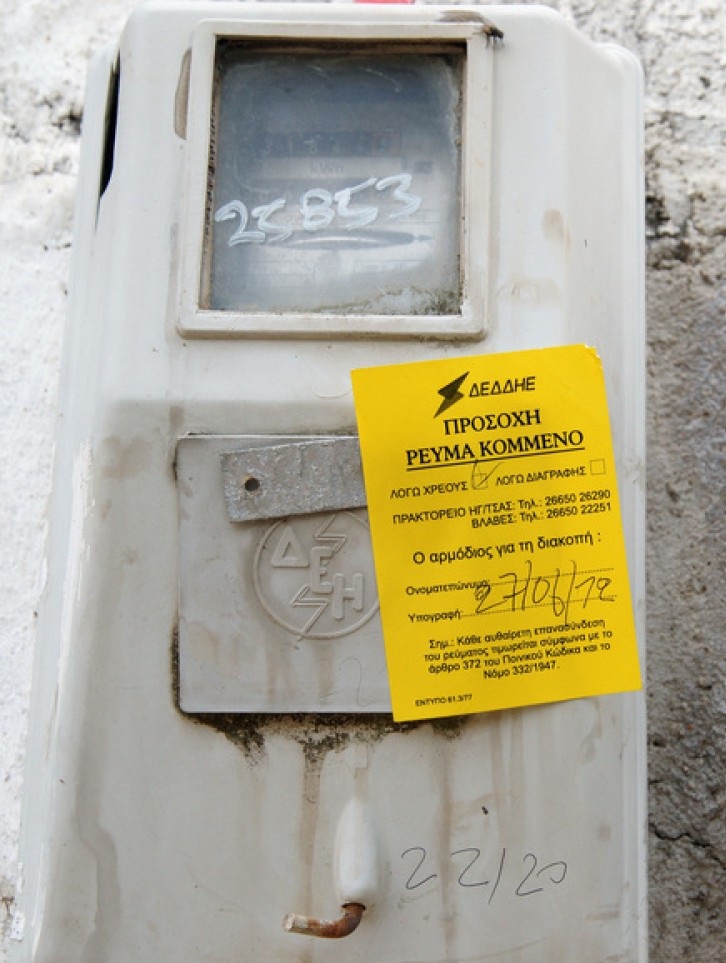 25853
ΔΕΔΔΗΕ
ΠΡΟΣΟΧΗ
ΡΕΥΜΑ ΚΟΜΜΕΝΟ
ΛΟΓΩ ΧΡΕΟΥΣ ΛΟΓΩ ΔΙΑΓΡΑΦΗΣ
ΠΡΑΚΤΟΡΕΙΟ ΗΓ/ΤΣΑΣ: Τηλ.: 26650 26290
ΒΛΑΒΕΣ: Τηλ.: 26650 22251
Ο αρμόδιος για τη διακοπή :
Ονοματεπώνυμο:
Υπογραφή: 27/06/12
Σημ.: Κάθε αυθαίρετη επανασύνδεση
του ρεύματος τιμωρείται σύμφωνα με το
άρθρο 372 του Ποινικού Κώδικα και το
Νόμο 332/1947.
ΕΝΤΥΠΟ 61.3/77
ΔΕΗ
22/20